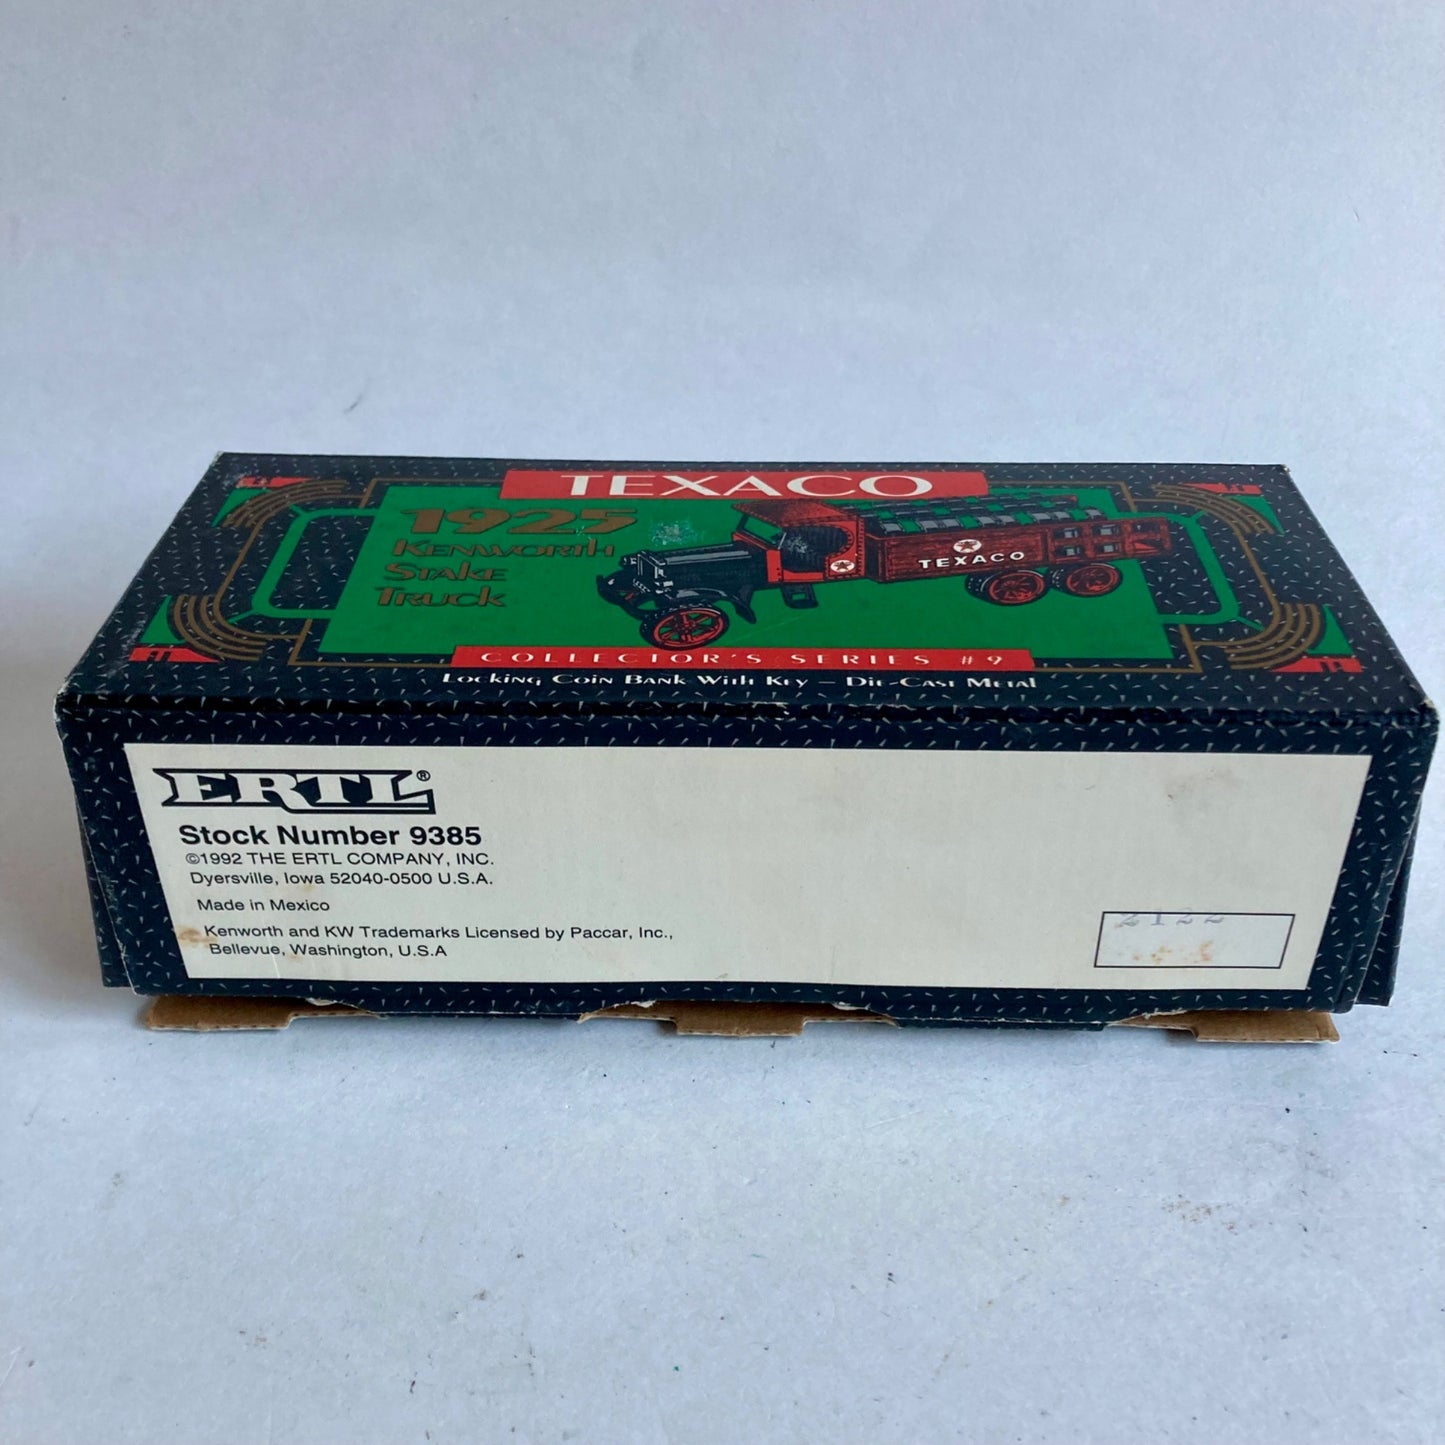 TEXACO
1925
KENWORTH
STAKE
TRUCK
TEXACO
COLLECTOR'S SERIES #9
LOCKING COIN BANK WITH KEY – DIE-CAST METAL
ERTL®
Stock Number 9385
©1992 THE ERTL COMPANY, INC.
Dyersville, Iowa 52040-0500 U.S.A.
Made in Mexico
Kenworth and KW Trademarks Licensed by Paccar, Inc.,
Bellevue, Washington, U.S.A
2122